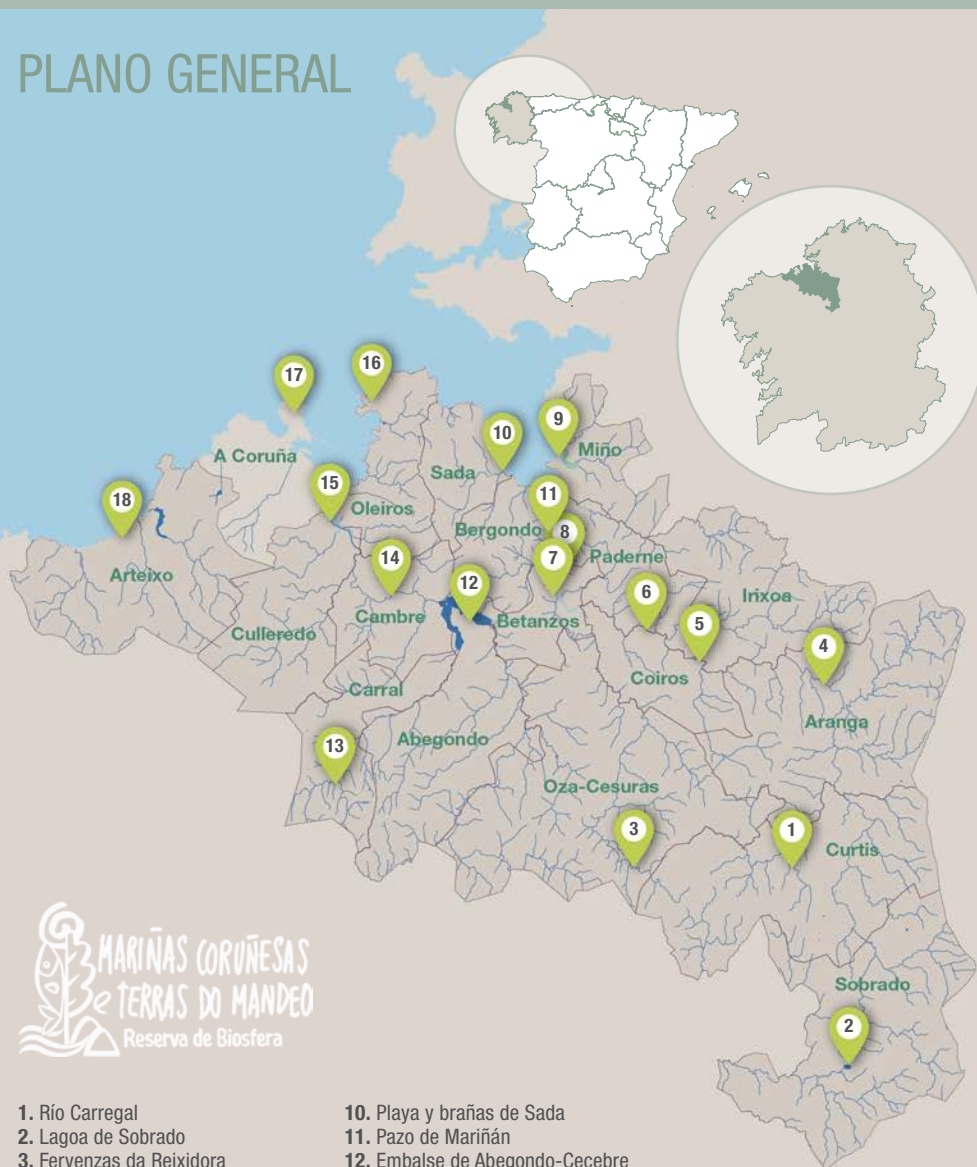 PLANO GENERAL
17
16
10
9
Miño
A Coruña
18
15
Sada
11
Oleiros
Bergondo
8
Arteixo
14
12
7
Paderne
6
Irixoa
Cambre
Betanzos
5
Culleredo
4
Coiros
Carral
Aranga
13
Abegondo
Oza-Cesuras
3
1
Curtis
MARIÑAS CORUÑESAS
e TERRAS DO MANDEO
Reserva de Biosfera
Sobrado
2
1. Río Carregal
2. Lagoa de Sobrado
3. Fervenzas da Reixidora
10. Playa y brañas de Sada
11. Pazo de Mariñán
12. Embalse de Abegondo-Cecebre